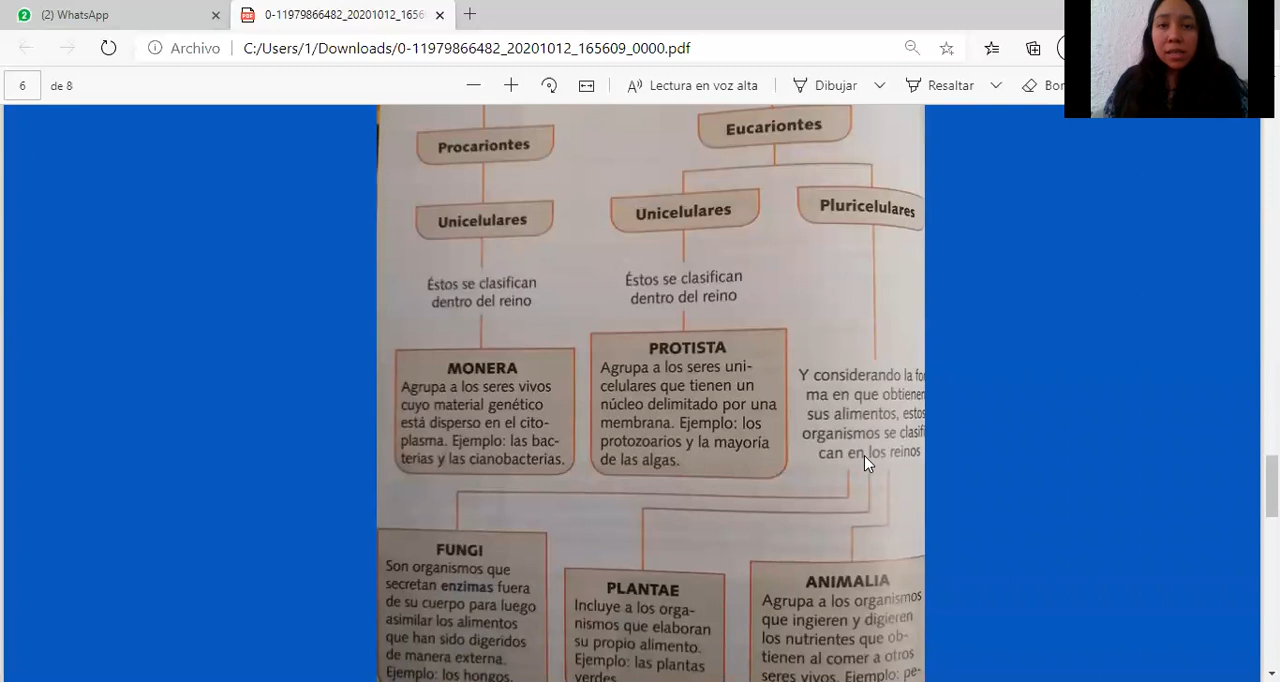 2
(2) WhatsApp
PDF
0-11979866482_20201012_1656
Archivo
C:/Users/1/Downloads/0-11979866482_20201012_165609_0000.pdf
6
de 8
Lectura en voz alta
Dibujar
Resaltar
Procariontes
Eucariontes
Unicelulares
Unicelulares
Pluricelulares
Éstos se clasifican
dentro del reino
Éstos se clasifican
dentro del reino
MONERA
Agrupa a los seres vivos
cuyo material genético
está disperso en el cito-
plasma. Ejemplo: las bac-
terias y las cianobacterias.
PROTISTA
Agrupa a los seres uni-
celulares que tienen un
núcleo delimitado por una
membrana. Ejemplo: los
protozoarios y la mayoría
de las algas.
Y considerando la fo
ma en que obtienen
sus alimentos, estos
organismos se clasifi
can en los reinos
FUNGI
Son organismos que
secretan enzimas fuera
de su cuerpo para luego
asimilar los alimentos
que han sido digeridos
de manera externa.
Ejemplo: los hongos.
PLANTAE
Incluye a los orga-
nismos que elaboran
su propio alimento.
Ejemplo: las plantas
verdes.
ANIMALIA
Agrupa a los organismos
que ingieren y digieren
los nutrientes que ob-
tienen al comer a otros
seres vivos. Ejemplo: pe-